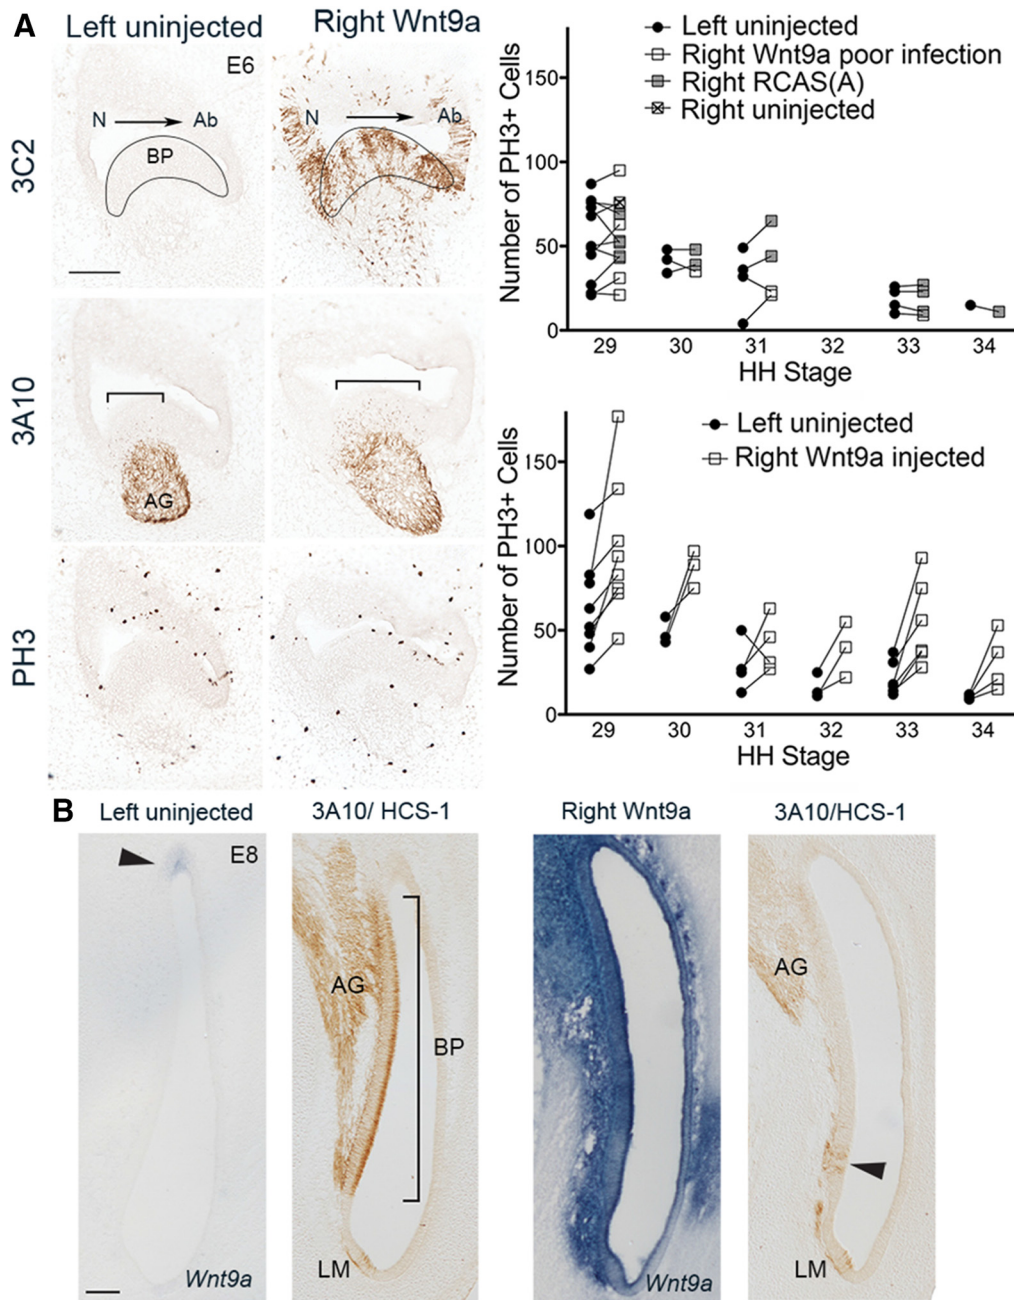 A
Left uninjected
Right Wnt9a
E6
3C2
N
Ab
BP
N
Ab
3A10
AG
PH3
Left uninjected
Right Wnt9a poor infection
Right RCAS(A)
Right uninjected
Number of PH3+ Cells
150
100
50
0
29 30 31 32 33 34
HH Stage
Left uninjected
Right Wnt9a injected
Number of PH3+ Cells
150
100
50
0
29 30 31 32 33 34
HH Stage
B
Left uninjected
3A10/ HCS-1
Right Wnt9a
3A10/HCS-1
E8
AG
BP
LM
Wnt9a
Wnt9a
AG
LM